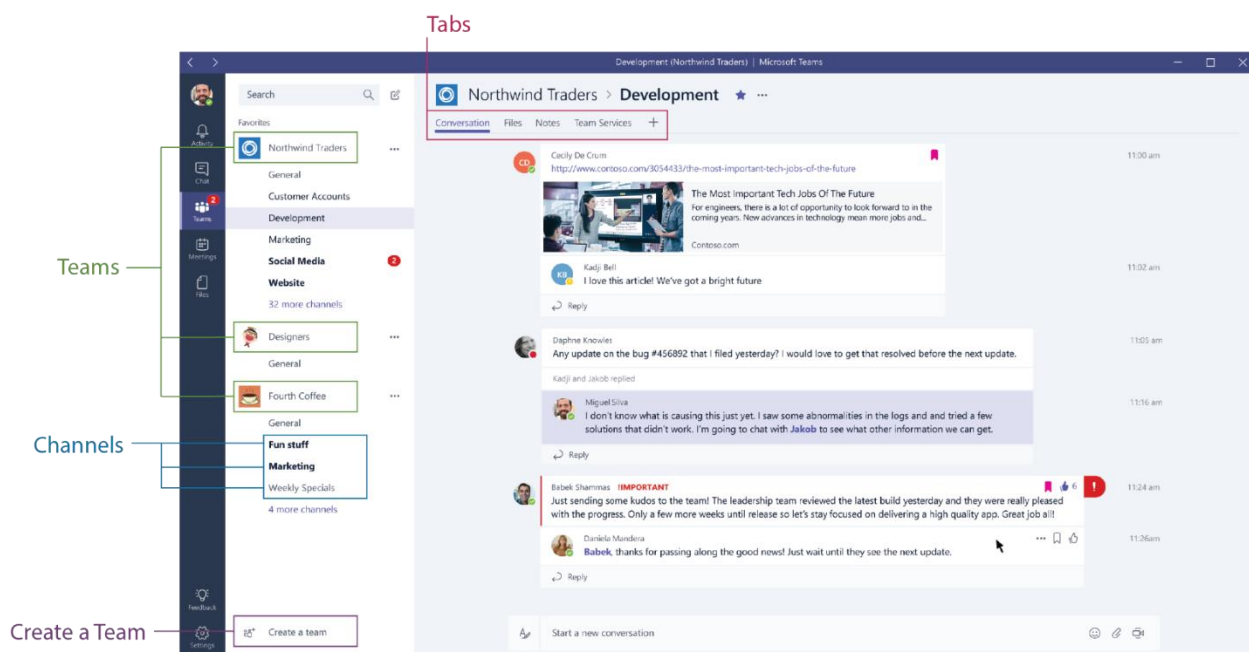 Tabs
Development (Northwind Traders) | Microsoft Teams
Search
Northwind Traders > Development
Favorites
Conversation Files Notes Team Services +
Activity
Northwind Traders
General
Chat
Customer Accounts
2
Teams
Development
Marketing
Meetings
Social Media 2
Website
Files
32 more channels
Teams
Designers
General
Fourth Coffee
General
Channels
Fun stuff
Marketing
Weekly Specials
4 more channels
Feedback
Create a Team
Create a team
Settings
CD
Cecily De Crum
11:00 am
http://www.contoso.com/3054433/the-most-important-tech-jobs-of-the-future
The Most Important Tech Jobs Of The Future
For engineers, there is a lot of opportunity to look forward to in the
coming years. New advances in technology mean more jobs and...
Contoso.com
KB
Kadji Bell
11:02 am
I love this article! We've got a bright future
Reply
Daphne Knowles
11:05 am
Any update on the bug #456892 that I filed yesterday? I would love to get that resolved before the next update.
Kadji and Jakob replied
Miguel Silva
11:16 am
I don't know what is causing this just yet. I saw some abnormalities in the logs and and tried a few
solutions that didn't work. I'm going to chat with Jakob to see what other information we can get.
Reply
Babek Shammas !IMPORTANT
6
!
11:24 am
Just sending some kudos to the team! The leadership team reviewed the latest build yesterday and they were really pleased
with the progress. Only a few more weeks until release so let's stay focused on delivering a high quality app. Great job all!
Daniela Mandera
11:26am
Babek, thanks for passing along the good news! Just wait until they see the next update.
Reply
Start a new conversation